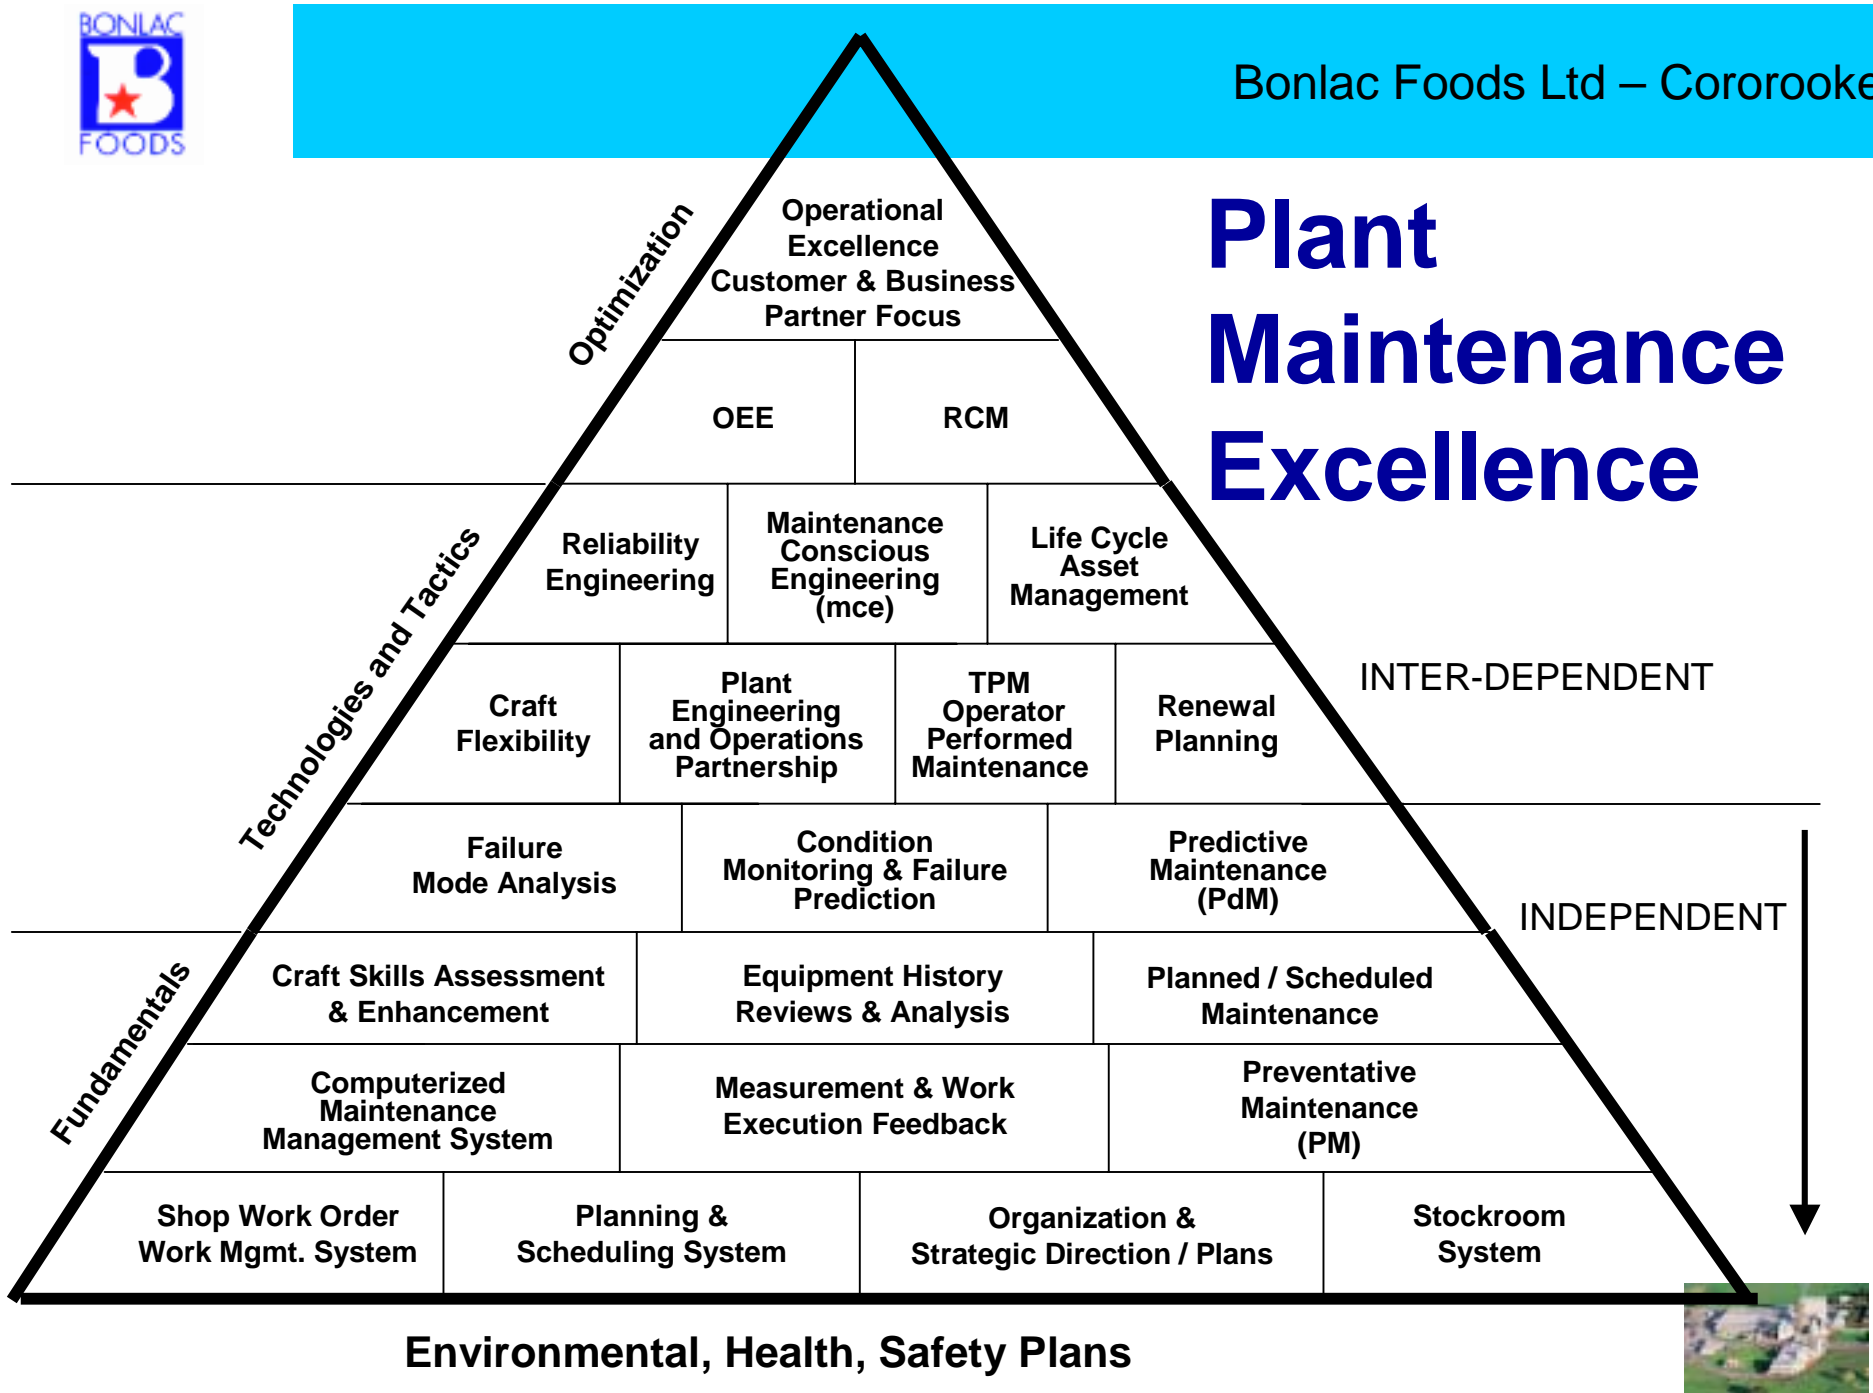 BONLAC
FOODS
Bonlac Foods Ltd – Cororooke
Plant
Maintenance
Excellence
Optimization
Operational
Excellence
Customer & Business
Partner Focus
OEE
RCM
Technologies and Tactics
Reliability
Engineering
Maintenance
Conscious
Engineering
(mce)
Life Cycle
Asset
Management
INTER-DEPENDENT
Craft
Flexibility
Plant
Engineering
and Operations
Partnership
TPM
Operator
Performed
Maintenance
Renewal
Planning
Failure
Mode Analysis
Condition
Monitoring & Failure
Prediction
Predictive
Maintenance
(PdM)
INDEPENDENT
Fundamentals
Craft Skills Assessment
& Enhancement
Equipment History
Reviews & Analysis
Planned / Scheduled
Maintenance
Computerized
Maintenance
Management System
Measurement & Work
Execution Feedback
Preventative
Maintenance
(PM)
Shop Work Order
Work Mgmt. System
Planning &
Scheduling System
Organization &
Strategic Direction / Plans
Stockroom
System
Environmental, Health, Safety Plans